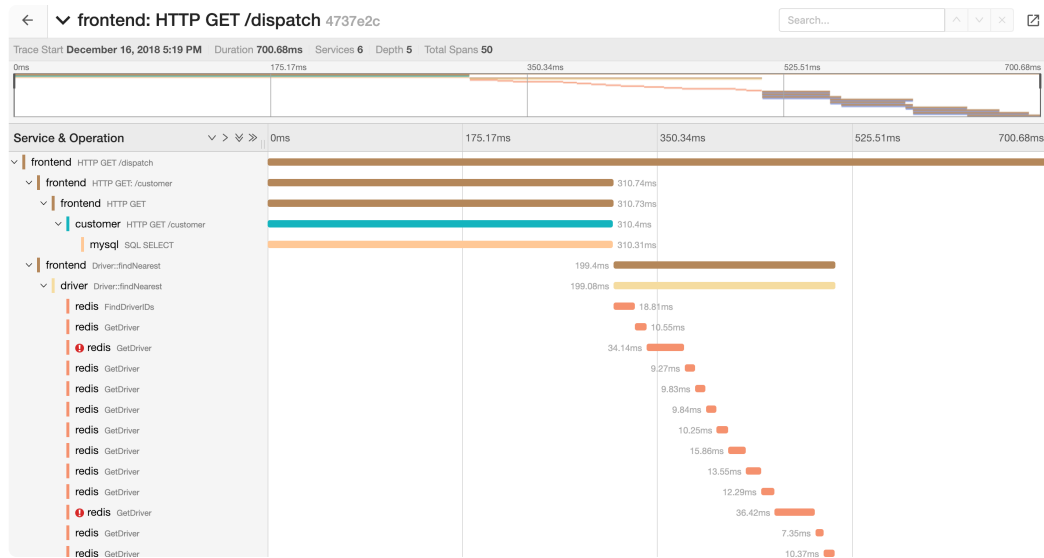 frontend: HTTP GET /dispatch 4737e2c
Search...
Trace Start December 16, 2018 5:19 PM Duration 700.68ms Services 6 Depth 5 Total Spans 50
0ms 175.17ms 350.34ms 525.51ms 700.68ms
Service & Operation 0ms 175.17ms 350.34ms 525.51ms 700.68ms
frontend HTTP GET /dispatch
frontend HTTP GET: /customer 310.74ms
frontend HTTP GET 310.73ms
customer HTTP GET /customer 310.4ms
mysql SQL SELECT 310.31ms
frontend Driver::findNearest 199.4ms
driver Driver::findNearest 199.08ms
redis FindDriverIDs 18.81ms
redis GetDriver 10.55ms
redis GetDriver 34.14ms
redis GetDriver 9.27ms
redis GetDriver 9.83ms
redis GetDriver 9.84ms
redis GetDriver 10.25ms
redis GetDriver 15.86ms
redis GetDriver 13.55ms
redis GetDriver 12.29ms
redis GetDriver 36.42ms
redis GetDriver 7.35ms
redis GetDriver 10.37ms